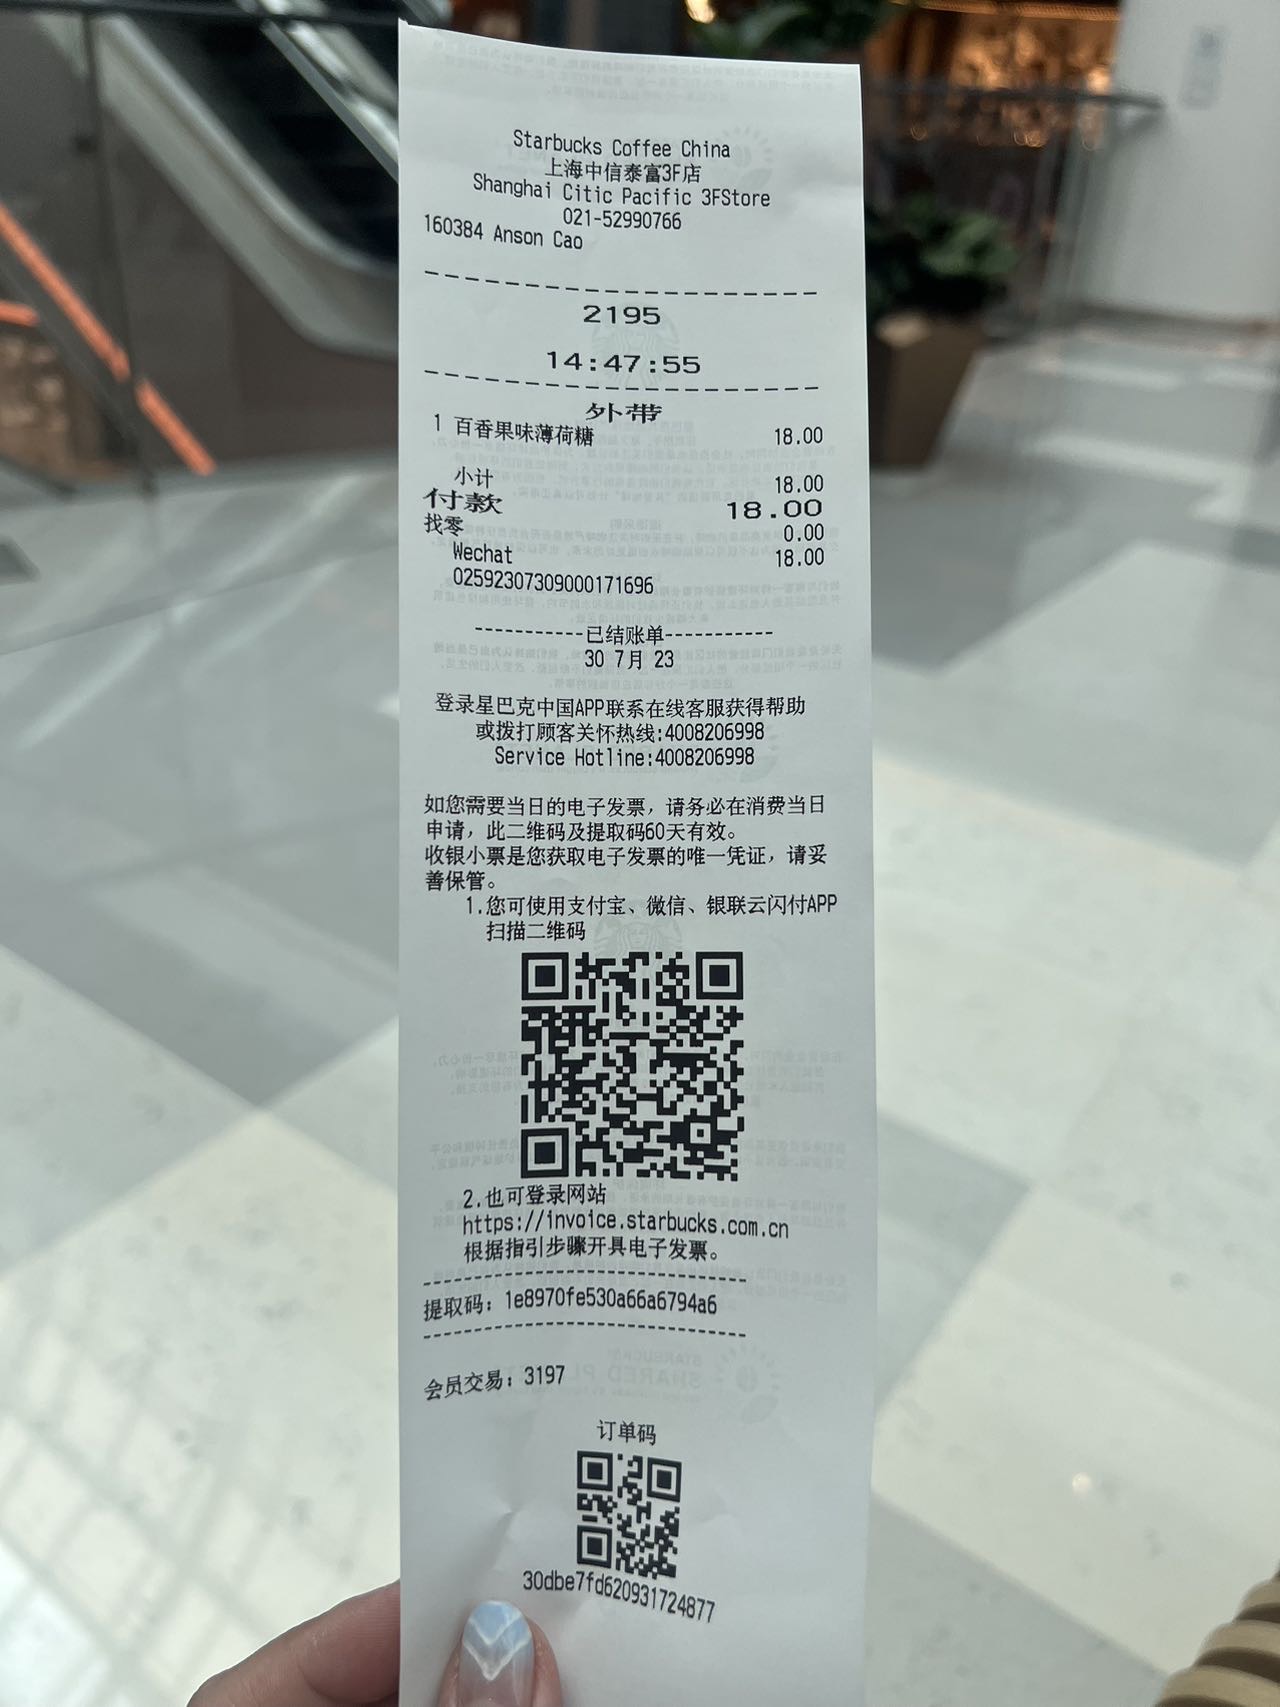 Starbucks Coffee China
上海中信泰富3F店
Shanghai Citic Pacific 3FStore
021-52990766
160384 Anson Cao
2195
14:47:55
外带
1 百香果味薄荷糖 18.00
小计 18.00
付款 18.00
找零 0.00
Wechat 18.00
02592307309000171696
-----------已结账单-----------
30 7月 23
登录星巴克中国APP联系在线客服获得帮助
或拨打顾客关怀热线:4008206998
Service Hotline:4008206998
如您需要当日的电子发票，请务必在消费当日
申请，此二维码及提取码60天有效。
收银小票是您获取电子发票的唯一凭证，请妥
善保管。
1.您可使用支付宝、微信、银联云闪付APP
扫描二维码
2.也可登录网站
https://invoice.starbucks.com.cn
根据指引步骤开具电子发票。
提取码：1e8970fe530a66a6794a6
会员交易：3197
订单码
30dbe7fd620931724877